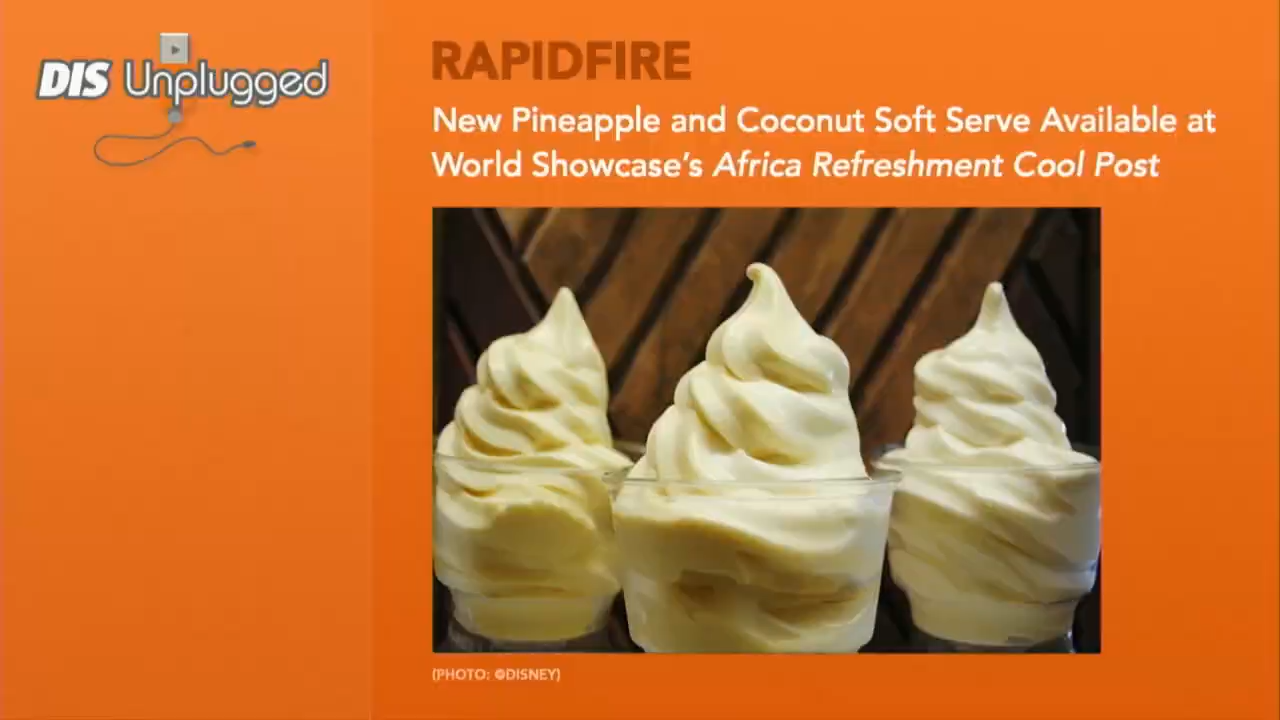 DIS Unplugged
RAPIDFIRE
New Pineapple and Coconut Soft Serve Available at
World Showcase's Africa Refreshment Cool Post
(PHOTO: ©DISNEY)